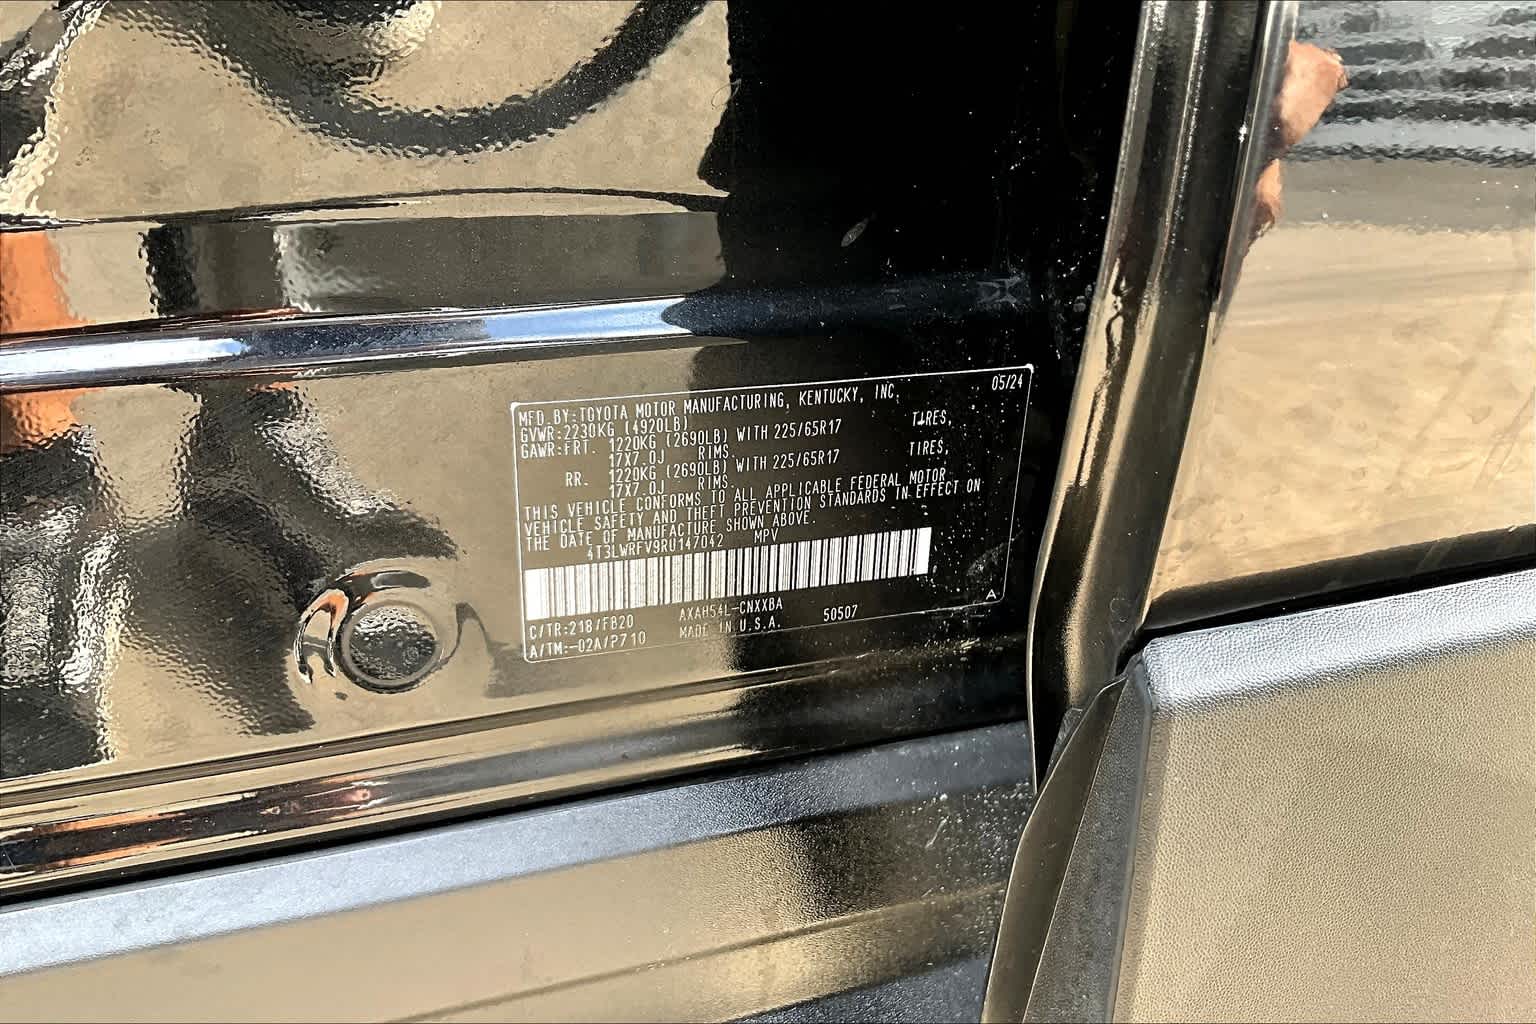 05/24
MFD. BY: TOYOTA MOTOR MANUFACTURING, KENTUCKY, INC.
GVWR: 2230KG (4920LB)
GAWR: FRT. 1220KG (2690LB) WITH 225/65R17 TIRES,
17X7.0J RIMS.
RR. 1220KG (2690LB) WITH 225/65R17 TIRES,
17X7.0J RIMS.
THIS VEHICLE CONFORMS TO ALL APPLICABLE FEDERAL MOTOR
VEHICLE SAFETY AND THEFT PREVENTION STANDARDS IN EFFECT ON
THE DATE OF MANUFACTURE SHOWN ABOVE.
4T3LWRFV9RU147042 MPV
C/TR: 218/FB20 AXAH54L-CNXXBA 50507 A
A/TM: -02A/P710 MADE IN U.S.A.